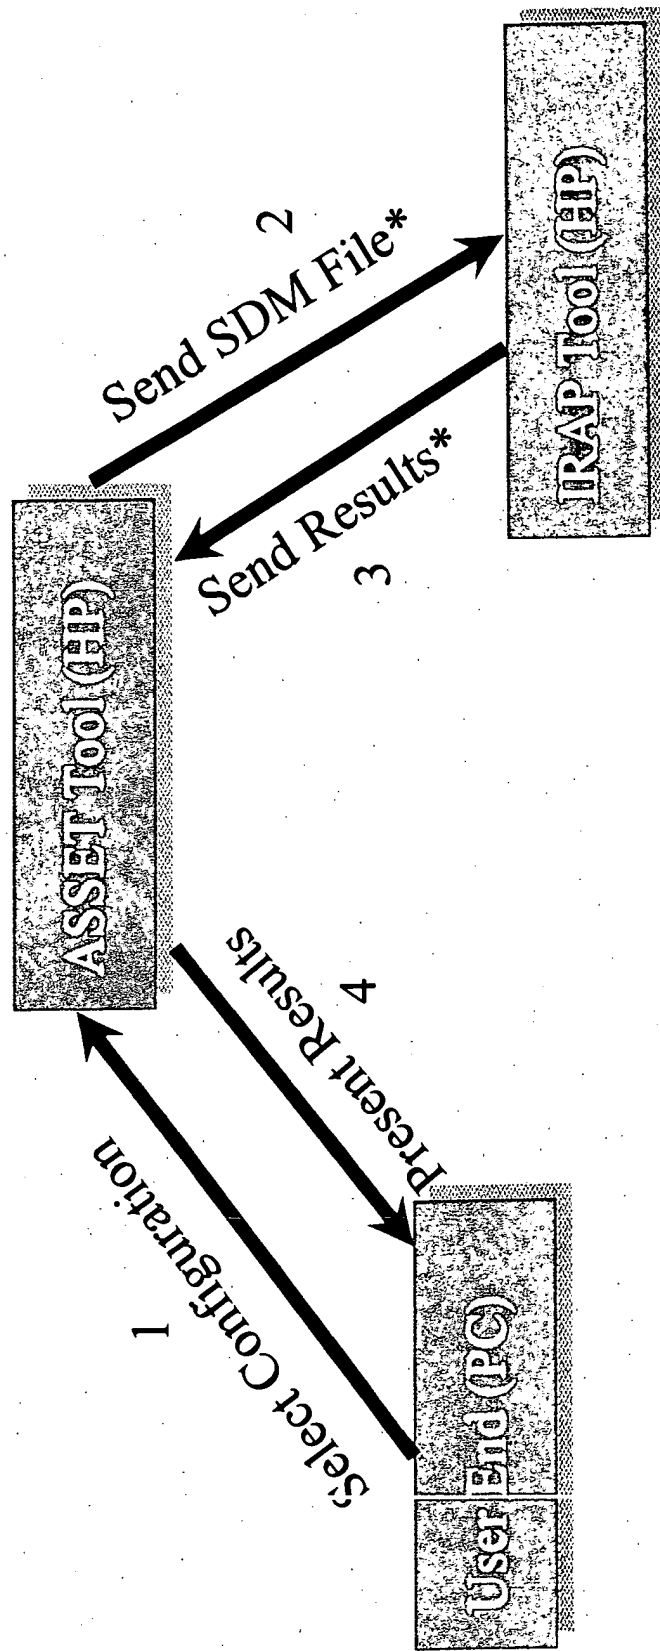 ASSET Tool (HP)
1
Select Configuration
Present Results
4
Send SDM File*
2
Send Results*
3
User End (PC)
IRAP Tool (HP)